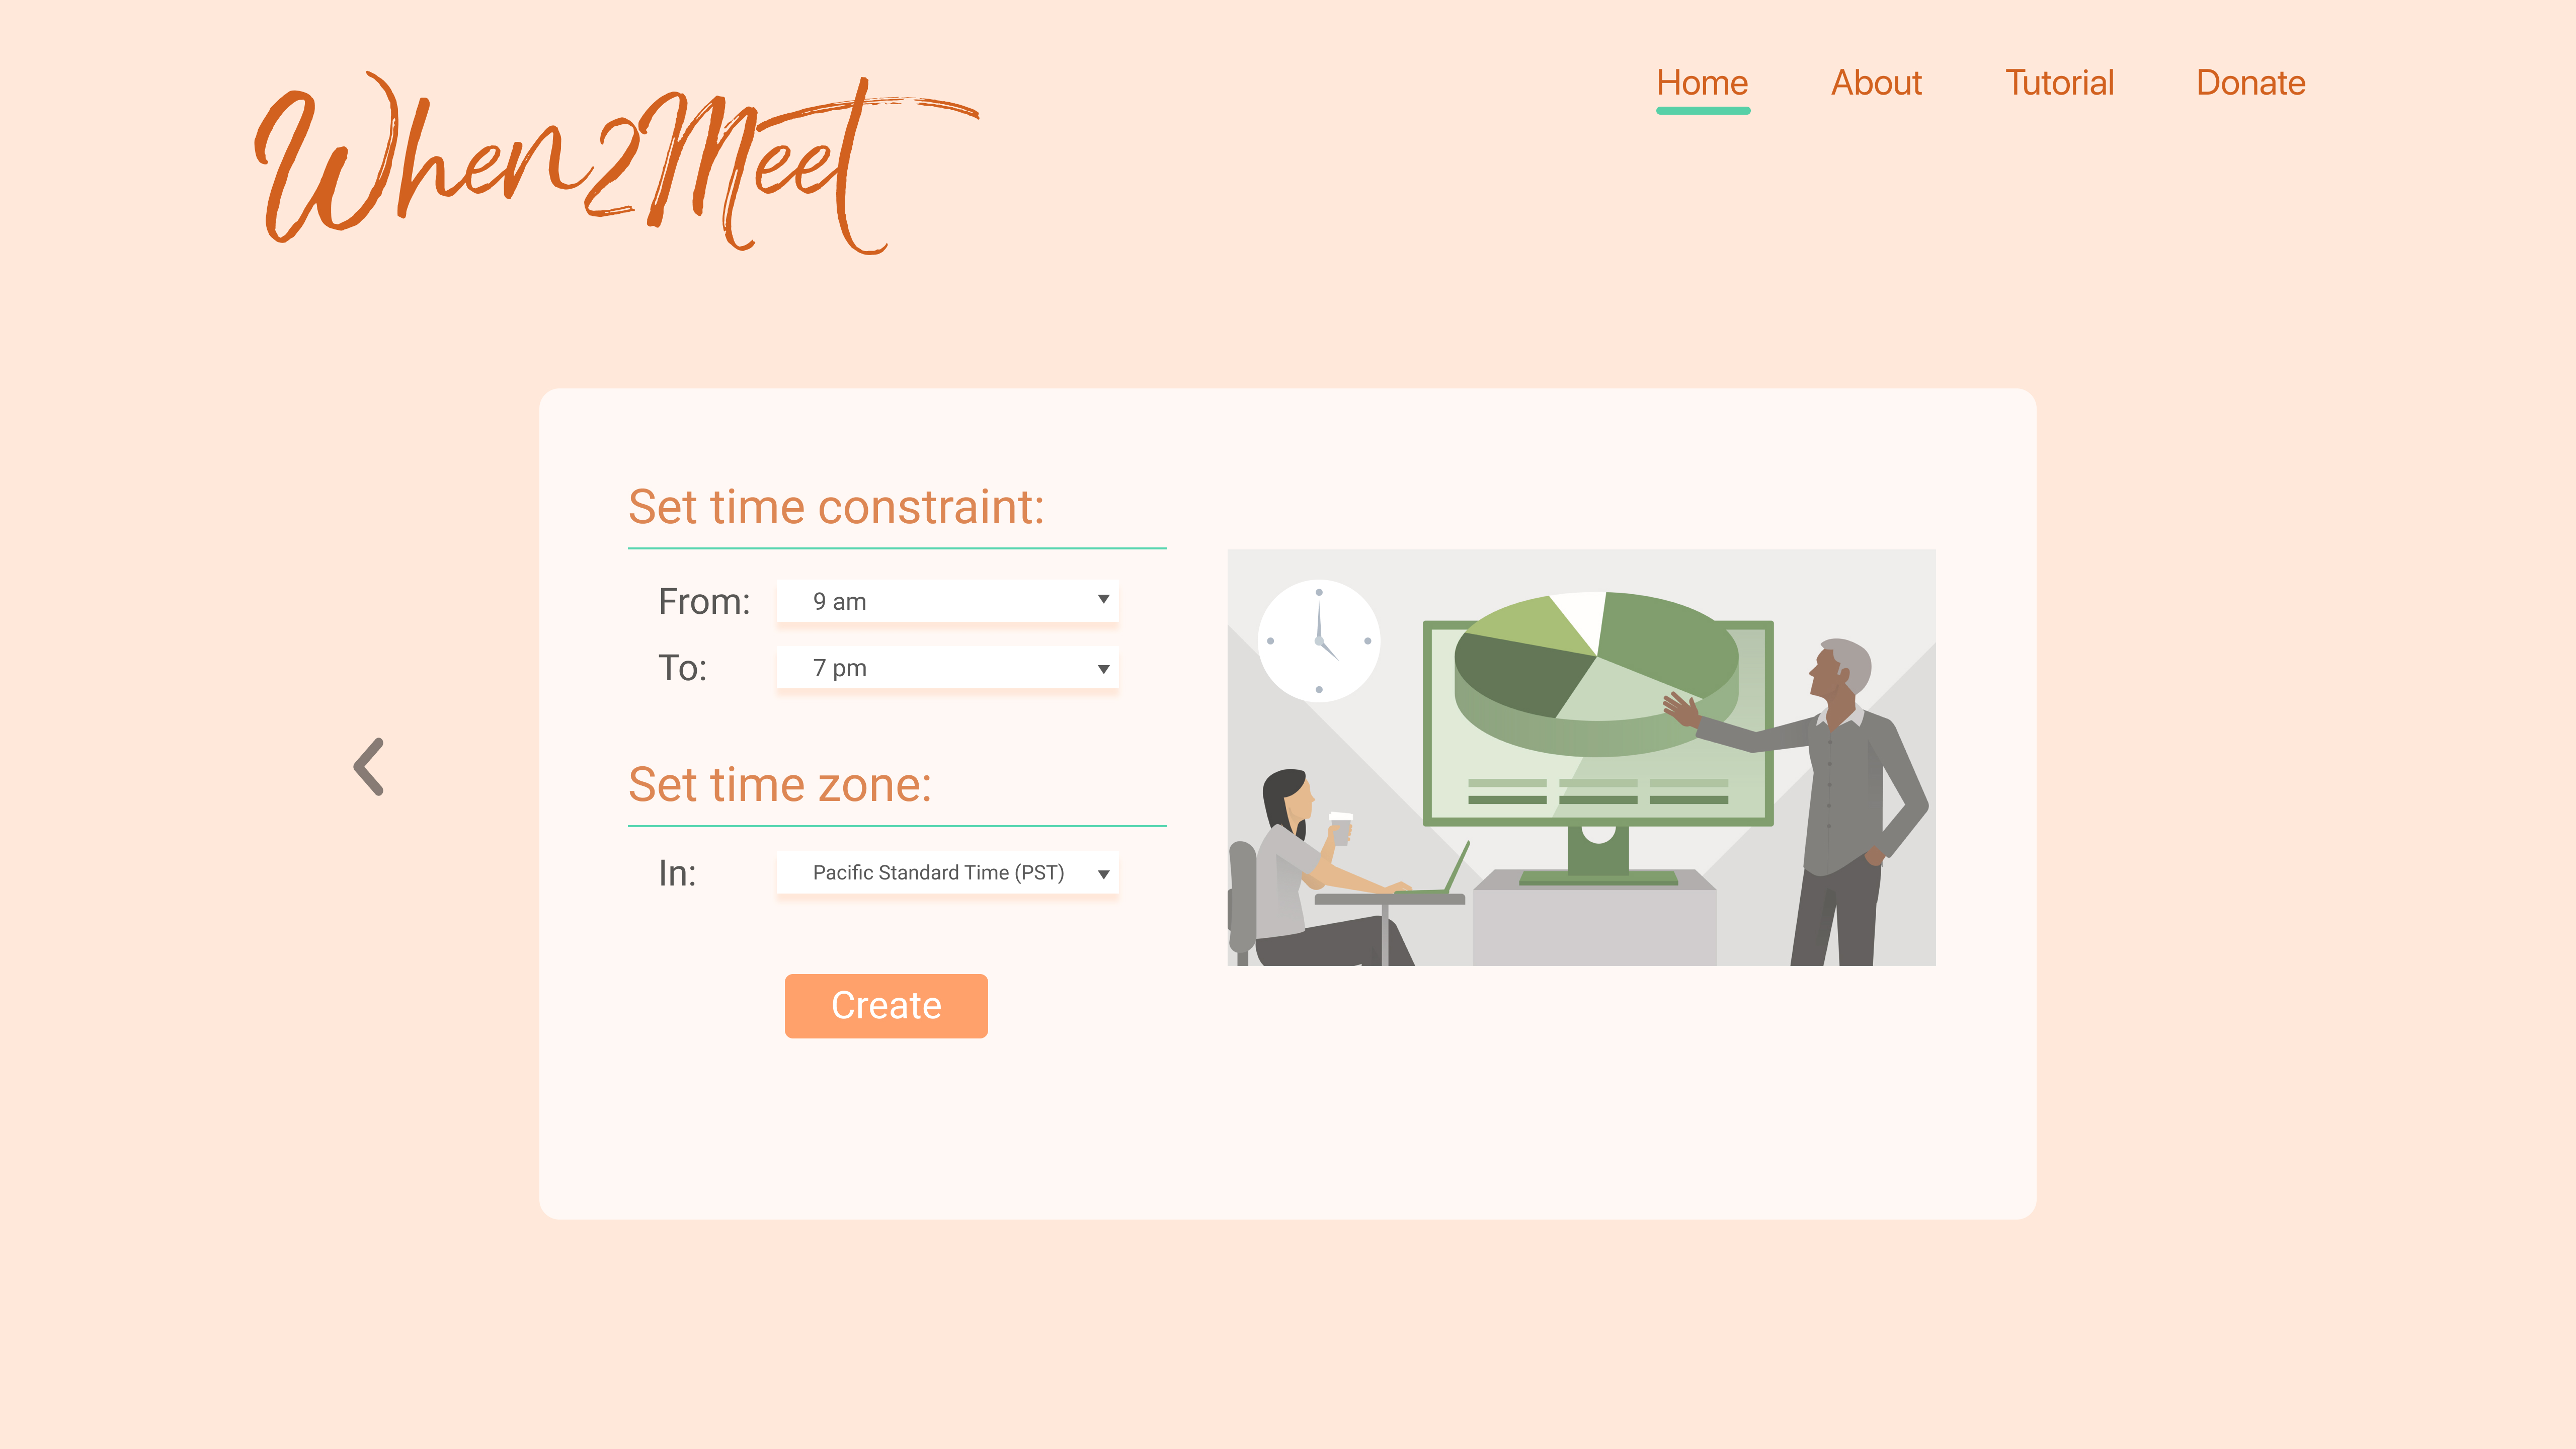 When2Meet
Home About Tutorial Donate
Set time constraint:
From: 9 am
To: 7 pm
Set time zone:
In: Pacific Standard Time (PST)
Create